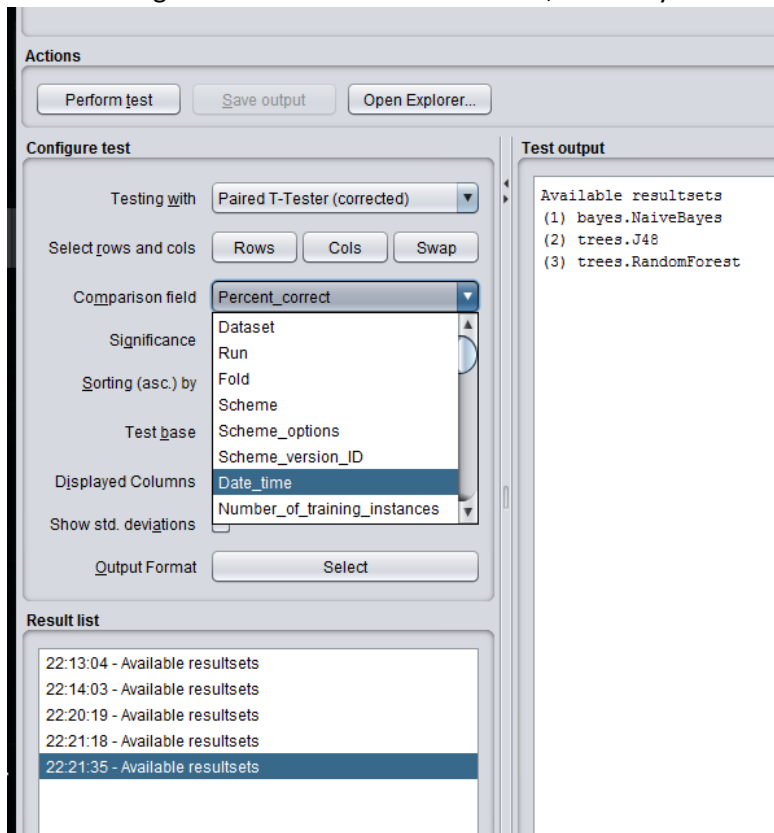 Actions
Perform test Save output Open Explorer...
Configure test
Testing with Paired T-Tester (corrected)
Select rows and cols Rows Cols Swap
Comparison field Percent_correct
Significance
Sorting (asc.) by
Test base
Displayed Columns
Show std. deviations
Dataset
Run
Fold
Scheme
Scheme_options
Scheme_version_ID
Date_time
Number_of_training_instances
Output Format Select
Result list
22:13:04 - Available resultsets
22:14:03 - Available resultsets
22:20:19 - Available resultsets
22:21:18 - Available resultsets
22:21:35 - Available resultsets
Test output
Available resultsets
(1) bayes.NaiveBayes
(2) trees.J48
(3) trees.RandomForest